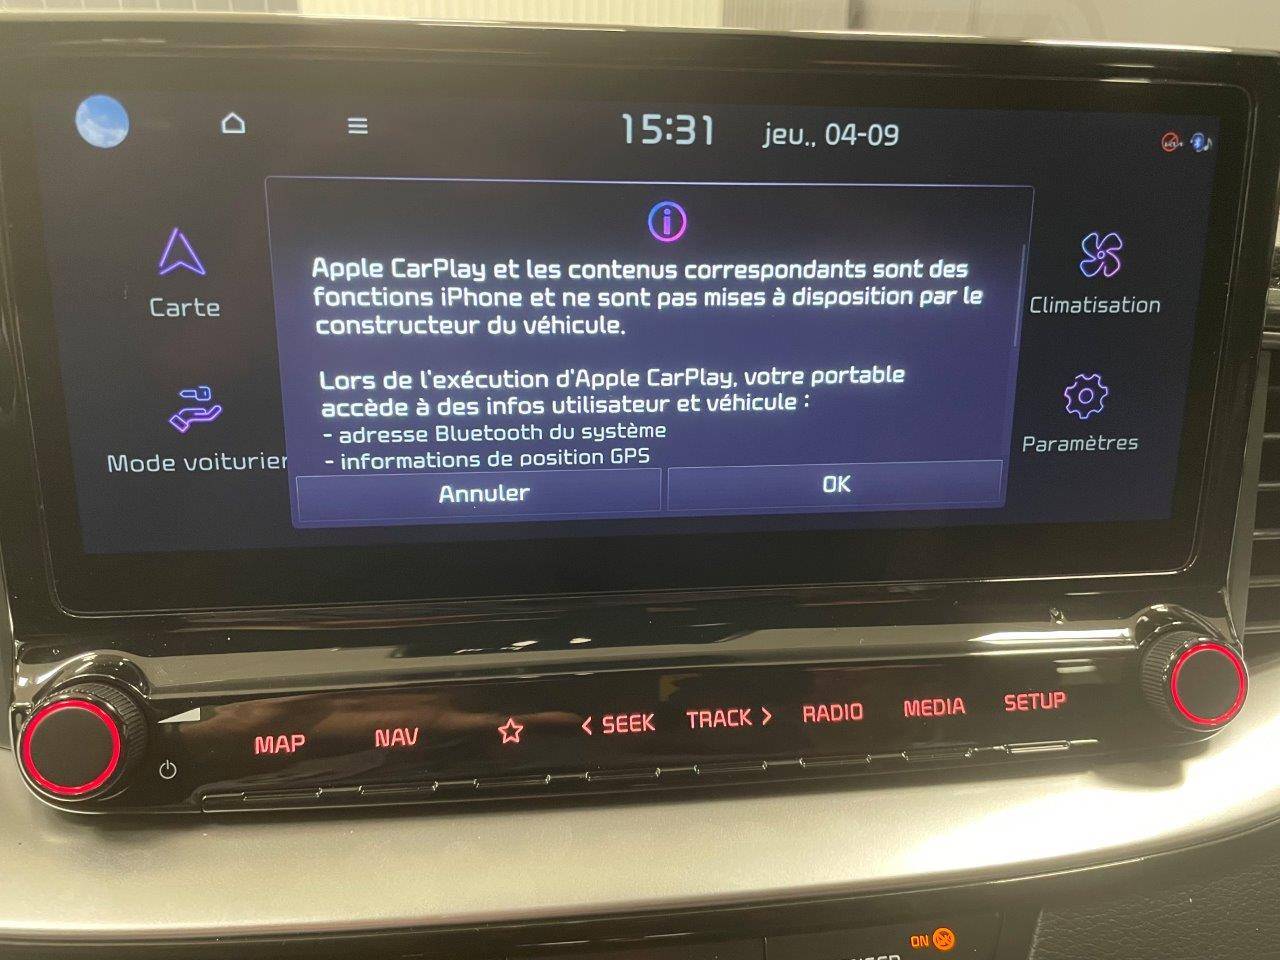 15:31 jeu., 04-09
Apple CarPlay et les contenus correspondants sont des
fonctions iPhone et ne sont pas mises à disposition par le
constructeur du véhicule.
Lors de l'exécution d'Apple CarPlay, votre portable
accède à des infos utilisateur et véhicule :
- adresse Bluetooth du système
- informations de position GPS
Annuler
OK
Carte
Mode voiturier
Climatisation
Paramètres
MAP
NAV
< SEEK
TRACK >
RADIO
MEDIA
SETUP
ON